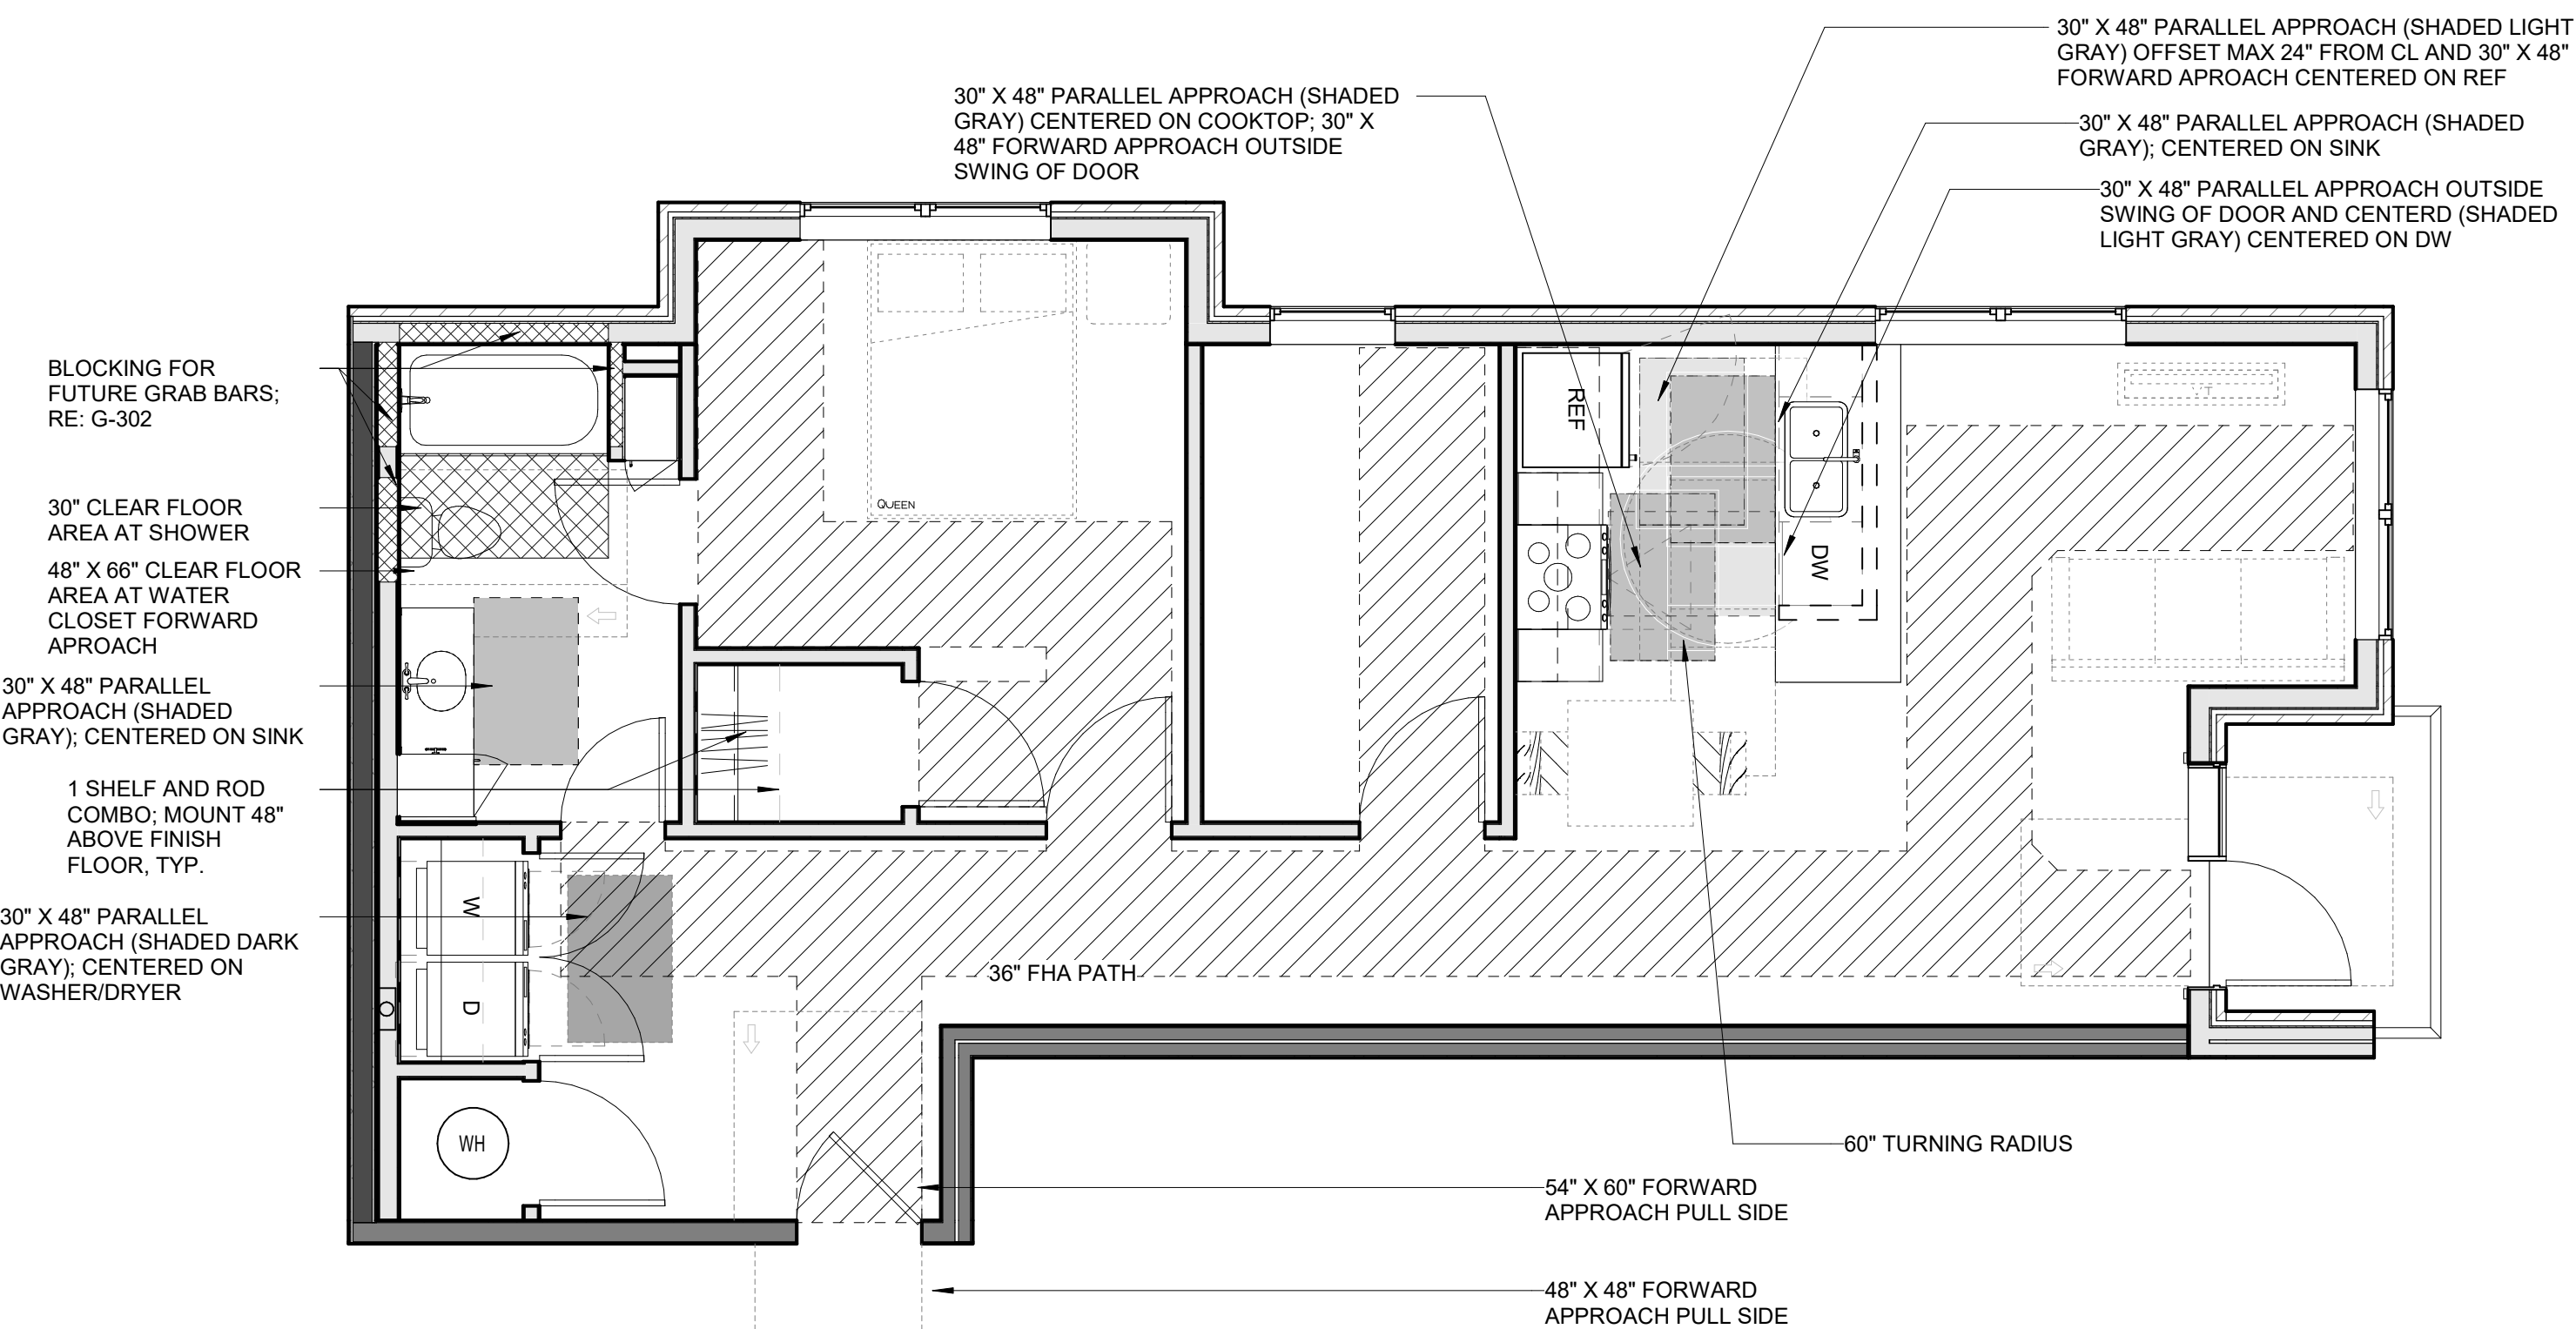 30" X 48" PARALLEL APPROACH (SHADED LIGHT
GRAY) OFFSET MAX 24" FROM CL AND 30" X 48"
FORWARD APROACH CENTERED ON REF
30" X 48" PARALLEL APPROACH (SHADED
GRAY) CENTERED ON COOKTOP; 30" X
48" FORWARD APPROACH OUTSIDE
SWING OF DOOR
30" X 48" PARALLEL APPROACH (SHADED
GRAY); CENTERED ON SINK
30" X 48" PARALLEL APPROACH OUTSIDE
SWING OF DOOR AND CENTERD (SHADED
LIGHT GRAY) CENTERED ON DW
BLOCKING FOR
FUTURE GRAB BARS;
RE: G-302
30" CLEAR FLOOR
AREA AT SHOWER
48" X 66" CLEAR FLOOR
AREA AT WATER
CLOSET FORWARD
APROACH
30" X 48" PARALLEL
APPROACH (SHADED
GRAY); CENTERED ON SINK
1 SHELF AND ROD
COMBO; MOUNT 48"
ABOVE FINISH
FLOOR, TYP.
30" X 48" PARALLEL
APPROACH (SHADED DARK
GRAY); CENTERED ON
WASHER/DRYER
QUEEN
REF
DW
W
D
WH
36" FHA PATH
60" TURNING RADIUS
54" X 60" FORWARD
APPROACH PULL SIDE
48" X 48" FORWARD
APPROACH PULL SIDE